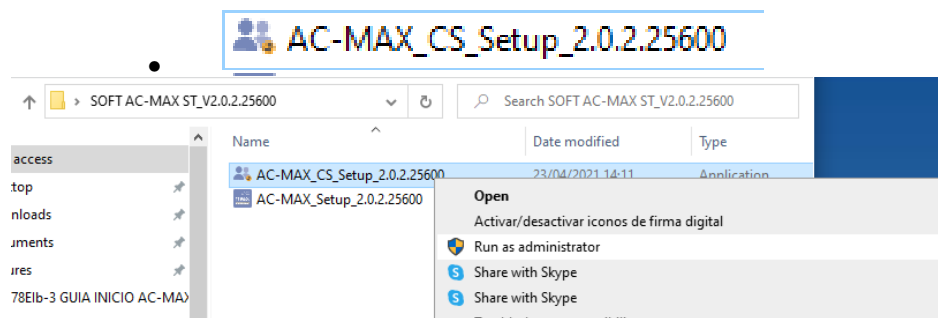 AC-MAX_CS_Setup_2.0.2.25600
SOFT AC-MAX ST_V2.0.2.25600
Search SOFT AC-MAX ST_V2.0.2.25600
Name
Date modified
Type
access
AC-MAX_CS_Setup_2.0.2.25600
23/04/2021 14:11
Application
ktop
AC-MAX_Setup_2.0.2.25600
Open
nloads
Activar/desactivar iconos de firma digital
uments
Run as administrator
ures
Share with Skype
78EIb-3 GUIA INICIO AC-MAX
Share with Skype